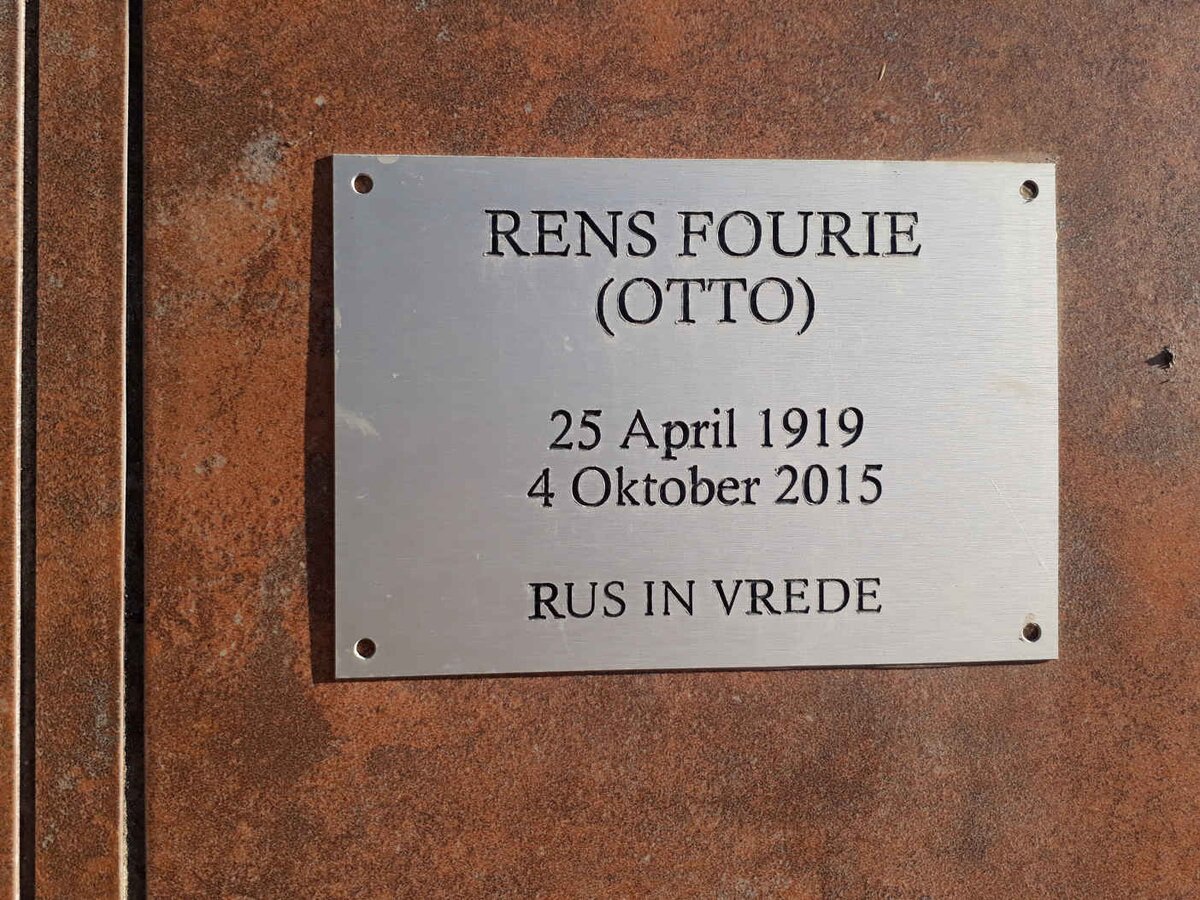 RENS FOURIE
(OTTO)
25 April 1919
4 Oktober 2015
RUS IN VREDE